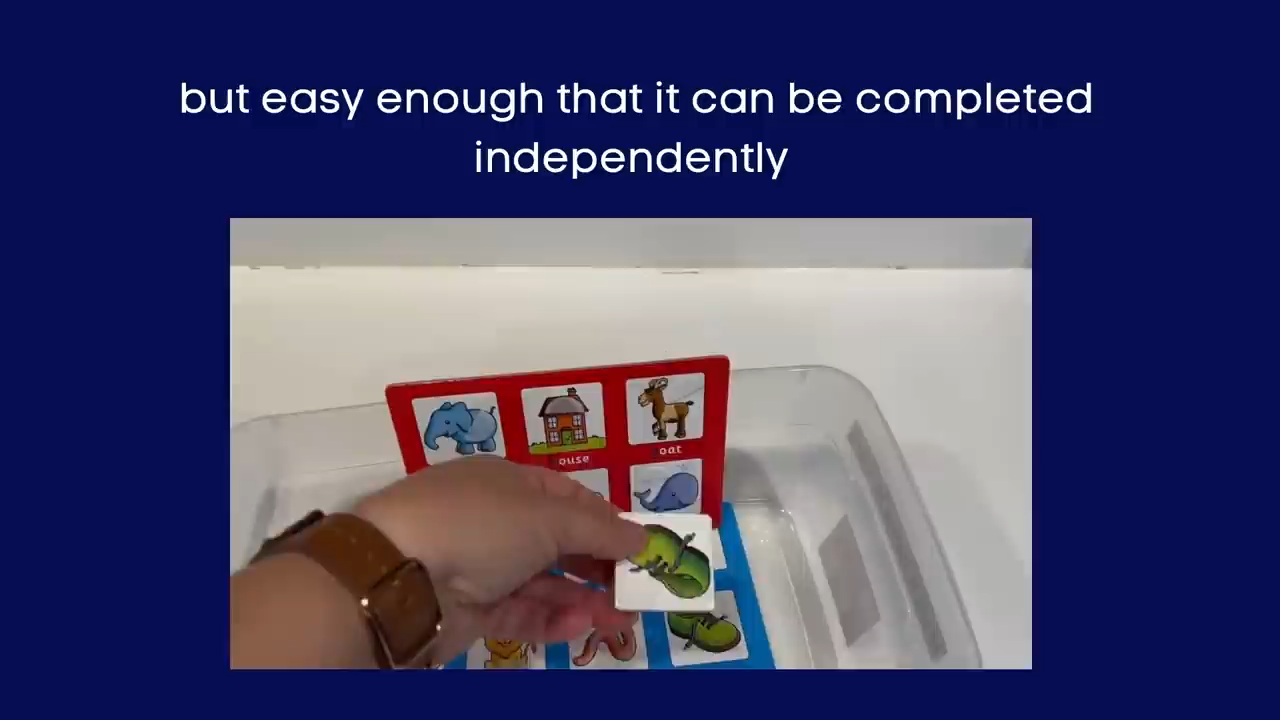 but easy enough that it can be completed
independently
ouse
oat